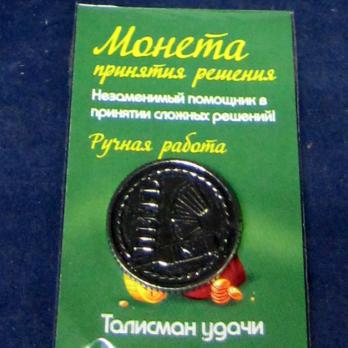 Монета
принятия решения
Незаменимый помощник в
принятии сложных решений!
Ручная работа
Талисман удачи